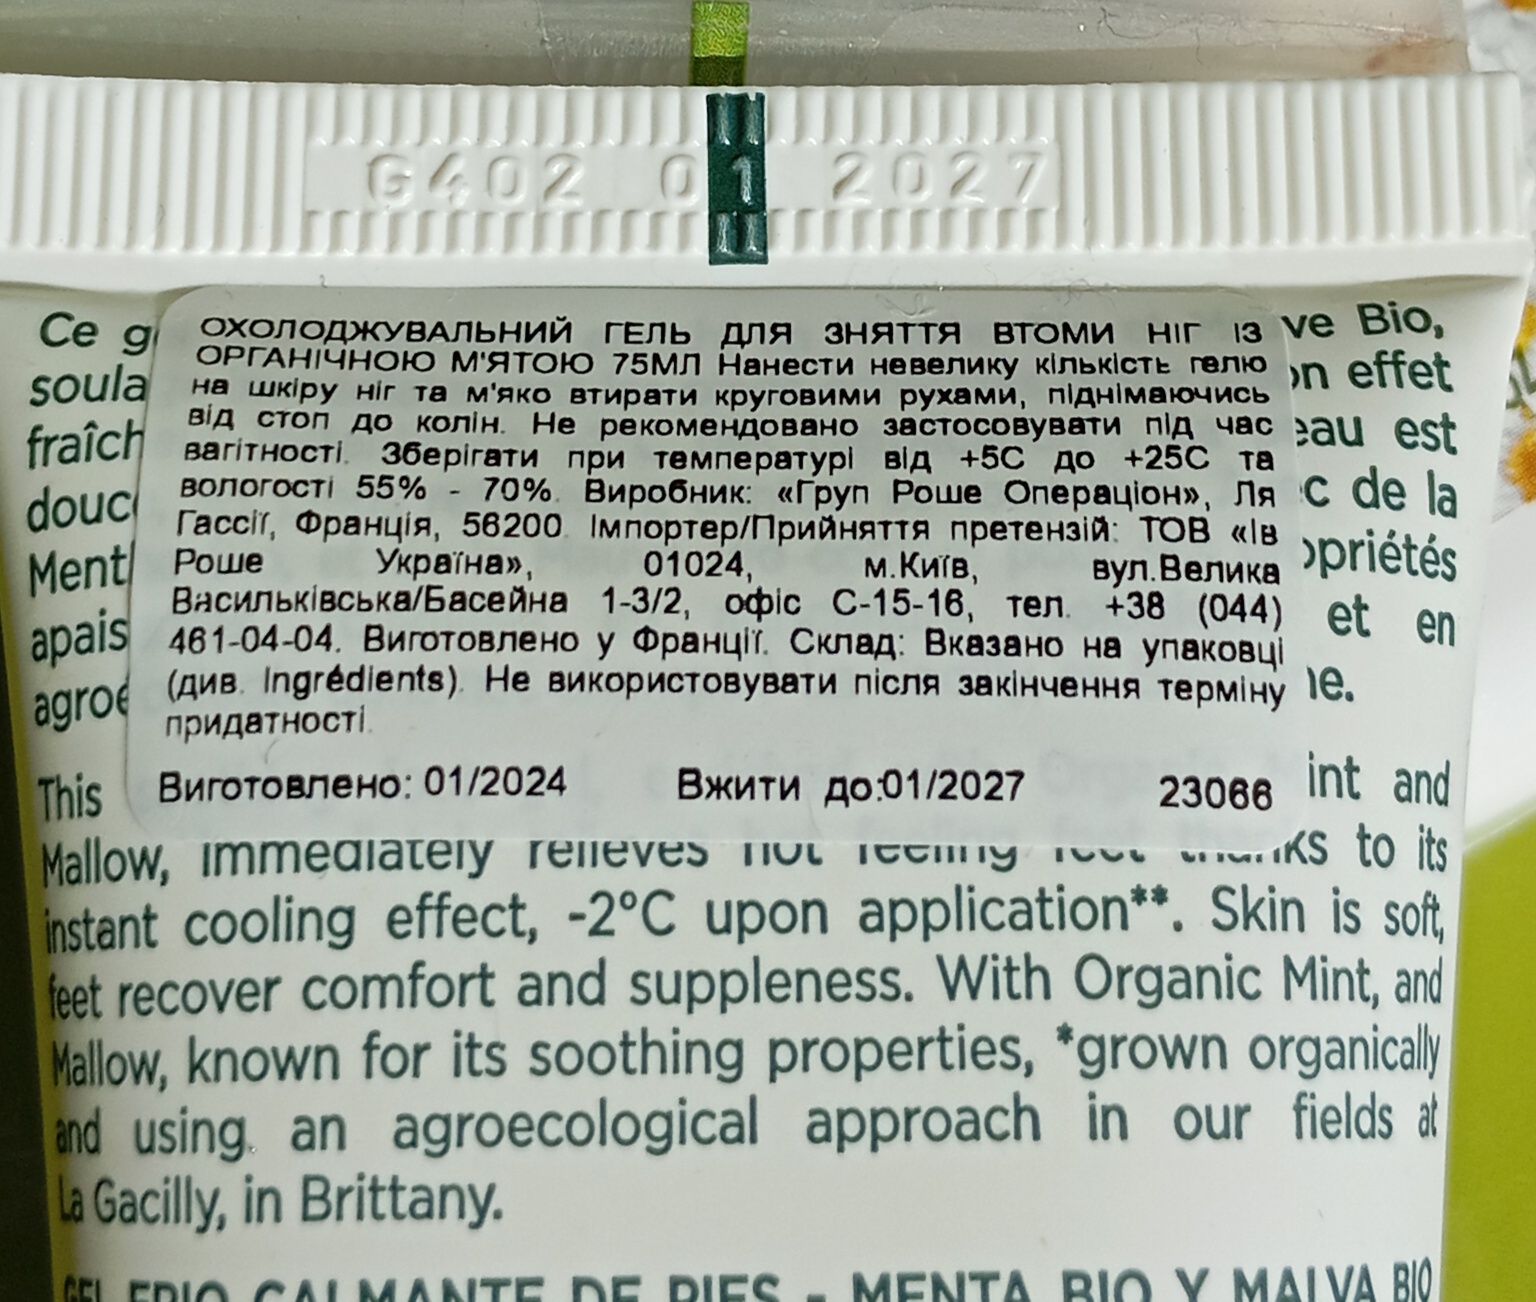 G402 01 2027
Ce
ve Bio,
ОХОЛОДЖУВАЛЬНИЙ ГЕЛЬ ДЛЯ ЗНЯТТЯ ВТОМИ НІГ ІЗ
ОРГАНІЧНОЮ М'ЯТОЮ 75МЛ Нанести невелику кількість гелю
на шкіру ніг та м'яко втирати круговими рухами, піднімаючись
від стоп до колін. Не рекомендовано застосовувати під час
вагітності. Зберігати при температурі від +5С до +25С та
вологості 55% - 70%. Виробник: «Груп Роше Операціон», Ля
Гассії, Франція, 56200. Імпортер/Прийняття претензій: ТОВ «Ів
Роше Україна», 01024, м.Київ, вул.Велика
Васильківська/Басейна 1-3/2, офіс С-15-16, тел. +38 (044)
461-04-04. Виготовлено у Франції. Склад: Вказано на упаковці
(див. Ingrédients). Не використовувати після закінчення терміну
придатності.
Виготовлено: 01/2024 Вжити до:01/2027 23066
soula
effet
fraîch
eau est
douc
c de la
Ment
opriétés
apais
et en
agroé
ne.
This int and
Mallow, immediately relieves hot feeling feet thanks to its
instant cooling effect, -2°C upon application**. Skin is soft,
feet recover comfort and suppleness. With Organic Mint, and
Mallow, known for its soothing properties, *grown organically
and using an agroecological approach in our fields at
La Gacilly, in Brittany.
GEL FRIO CALMANTE DE PIES - MENTA BIO Y MALVA BIO